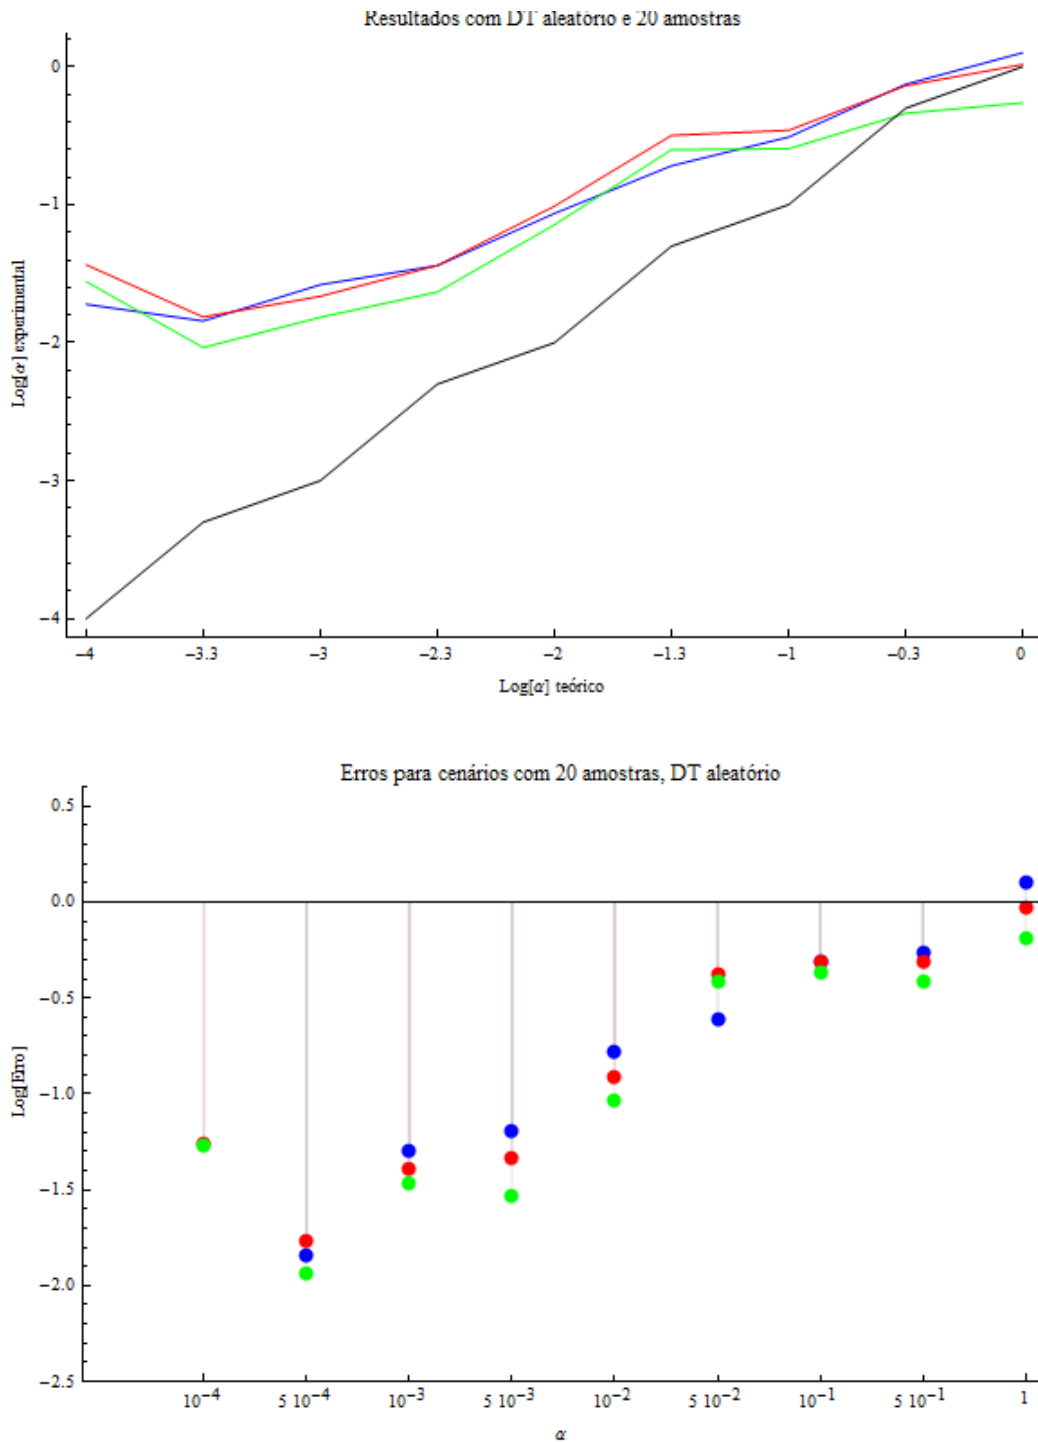 Resultados com DT aleatório e 20 amostras
0
−1
−2
−3
−4
Log[α] experimental
−4 −3.3 −3 −2.3 −2 −1.3 −1 −0.3 0
Log[α] teórico
Erros para cenários com 20 amostras, DT aleatório
0.5
0.0
−0.5
−1.0
−1.5
−2.0
−2.5
Log[Erro]
10⁻⁴ 5 10⁻⁴ 10⁻³ 5 10⁻³ 10⁻² 5 10⁻² 10⁻¹ 5 10⁻¹ 1
α